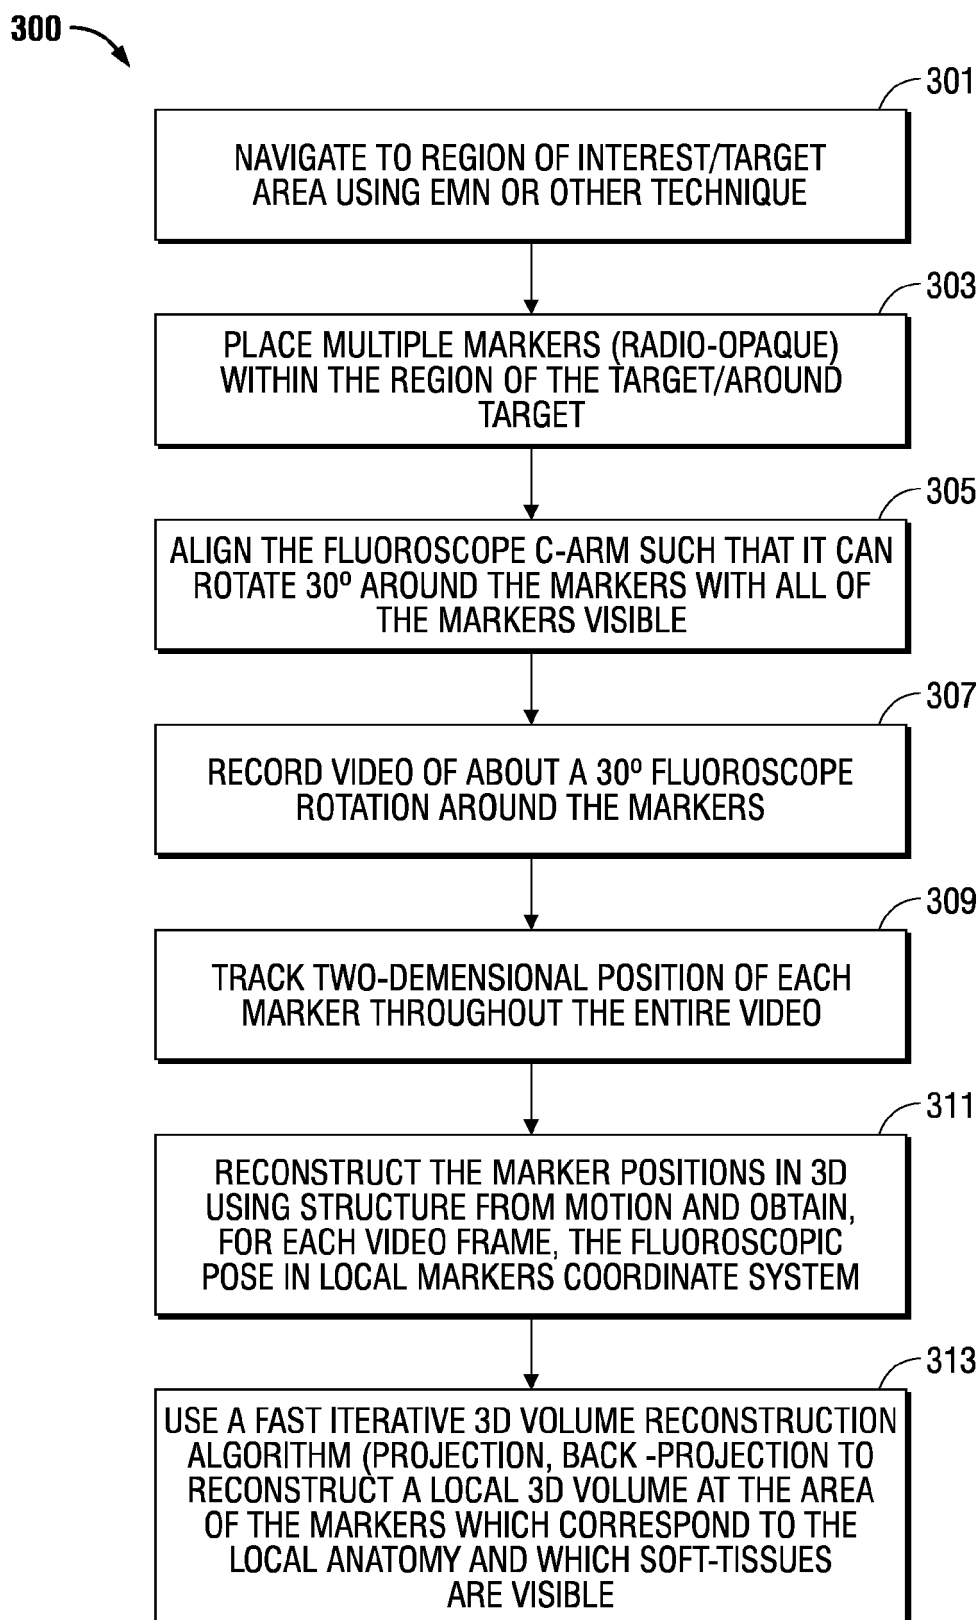 300
301
NAVIGATE TO REGION OF INTEREST/TARGET
AREA USING EMN OR OTHER TECHNIQUE
303
PLACE MULTIPLE MARKERS (RADIO-OPAQUE)
WITHIN THE REGION OF THE TARGET/AROUND
TARGET
305
ALIGN THE FLUOROSCOPE C-ARM SUCH THAT IT CAN
ROTATE 30º AROUND THE MARKERS WITH ALL OF
THE MARKERS VISIBLE
307
RECORD VIDEO OF ABOUT A 30º FLUOROSCOPE
ROTATION AROUND THE MARKERS
309
TRACK TWO-DEMENSIONAL POSITION OF EACH
MARKER THROUGHOUT THE ENTIRE VIDEO
311
RECONSTRUCT THE MARKER POSITIONS IN 3D
USING STRUCTURE FROM MOTION AND OBTAIN,
FOR EACH VIDEO FRAME, THE FLUOROSCOPIC
POSE IN LOCAL MARKERS COORDINATE SYSTEM
313
USE A FAST ITERATIVE 3D VOLUME RECONSTRUCTION
ALGORITHM (PROJECTION, BACK -PROJECTION TO
RECONSTRUCT A LOCAL 3D VOLUME AT THE AREA
OF THE MARKERS WHICH CORRESPOND TO THE
LOCAL ANATOMY AND WHICH SOFT-TISSUES
ARE VISIBLE